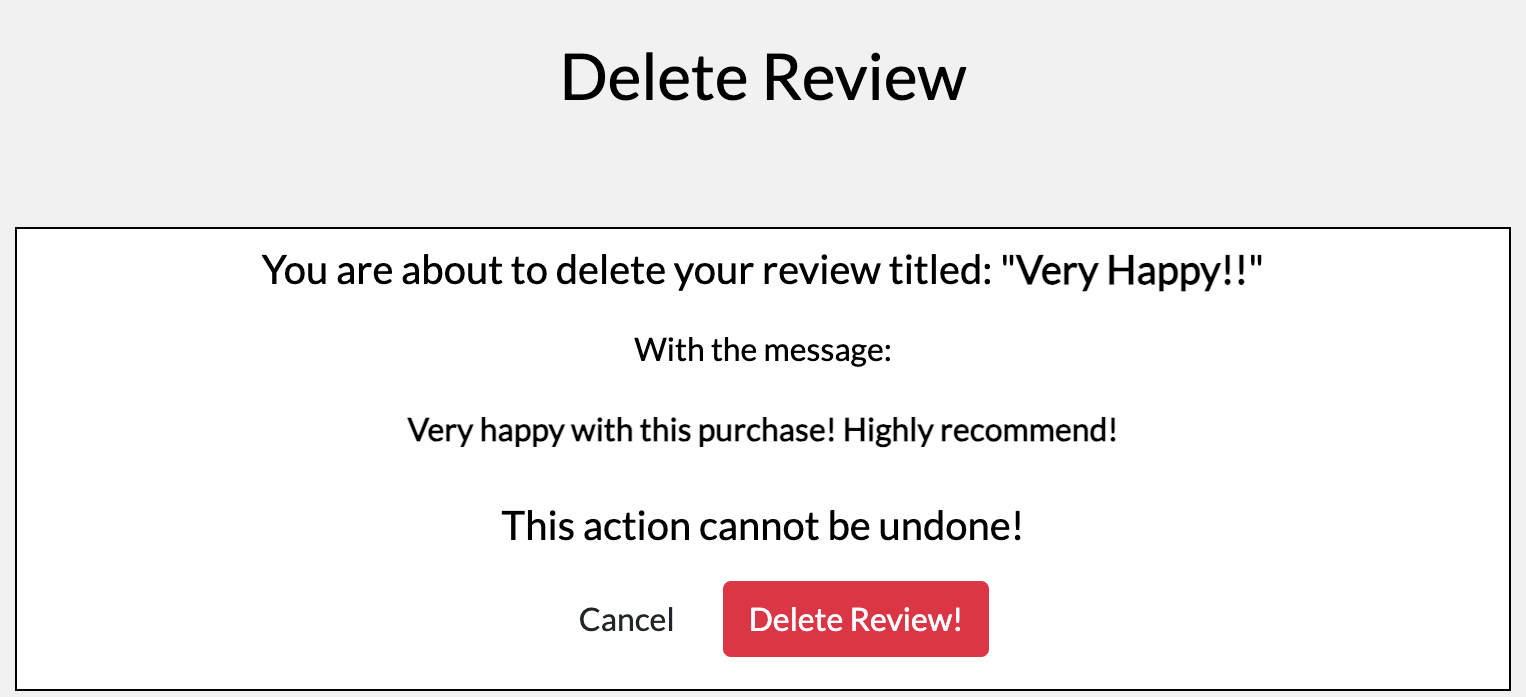 Delete Review
You are about to delete your review titled: "Very Happy!!"
With the message:
Very happy with this purchase! Highly recommend!
This action cannot be undone!
Cancel Delete Review!